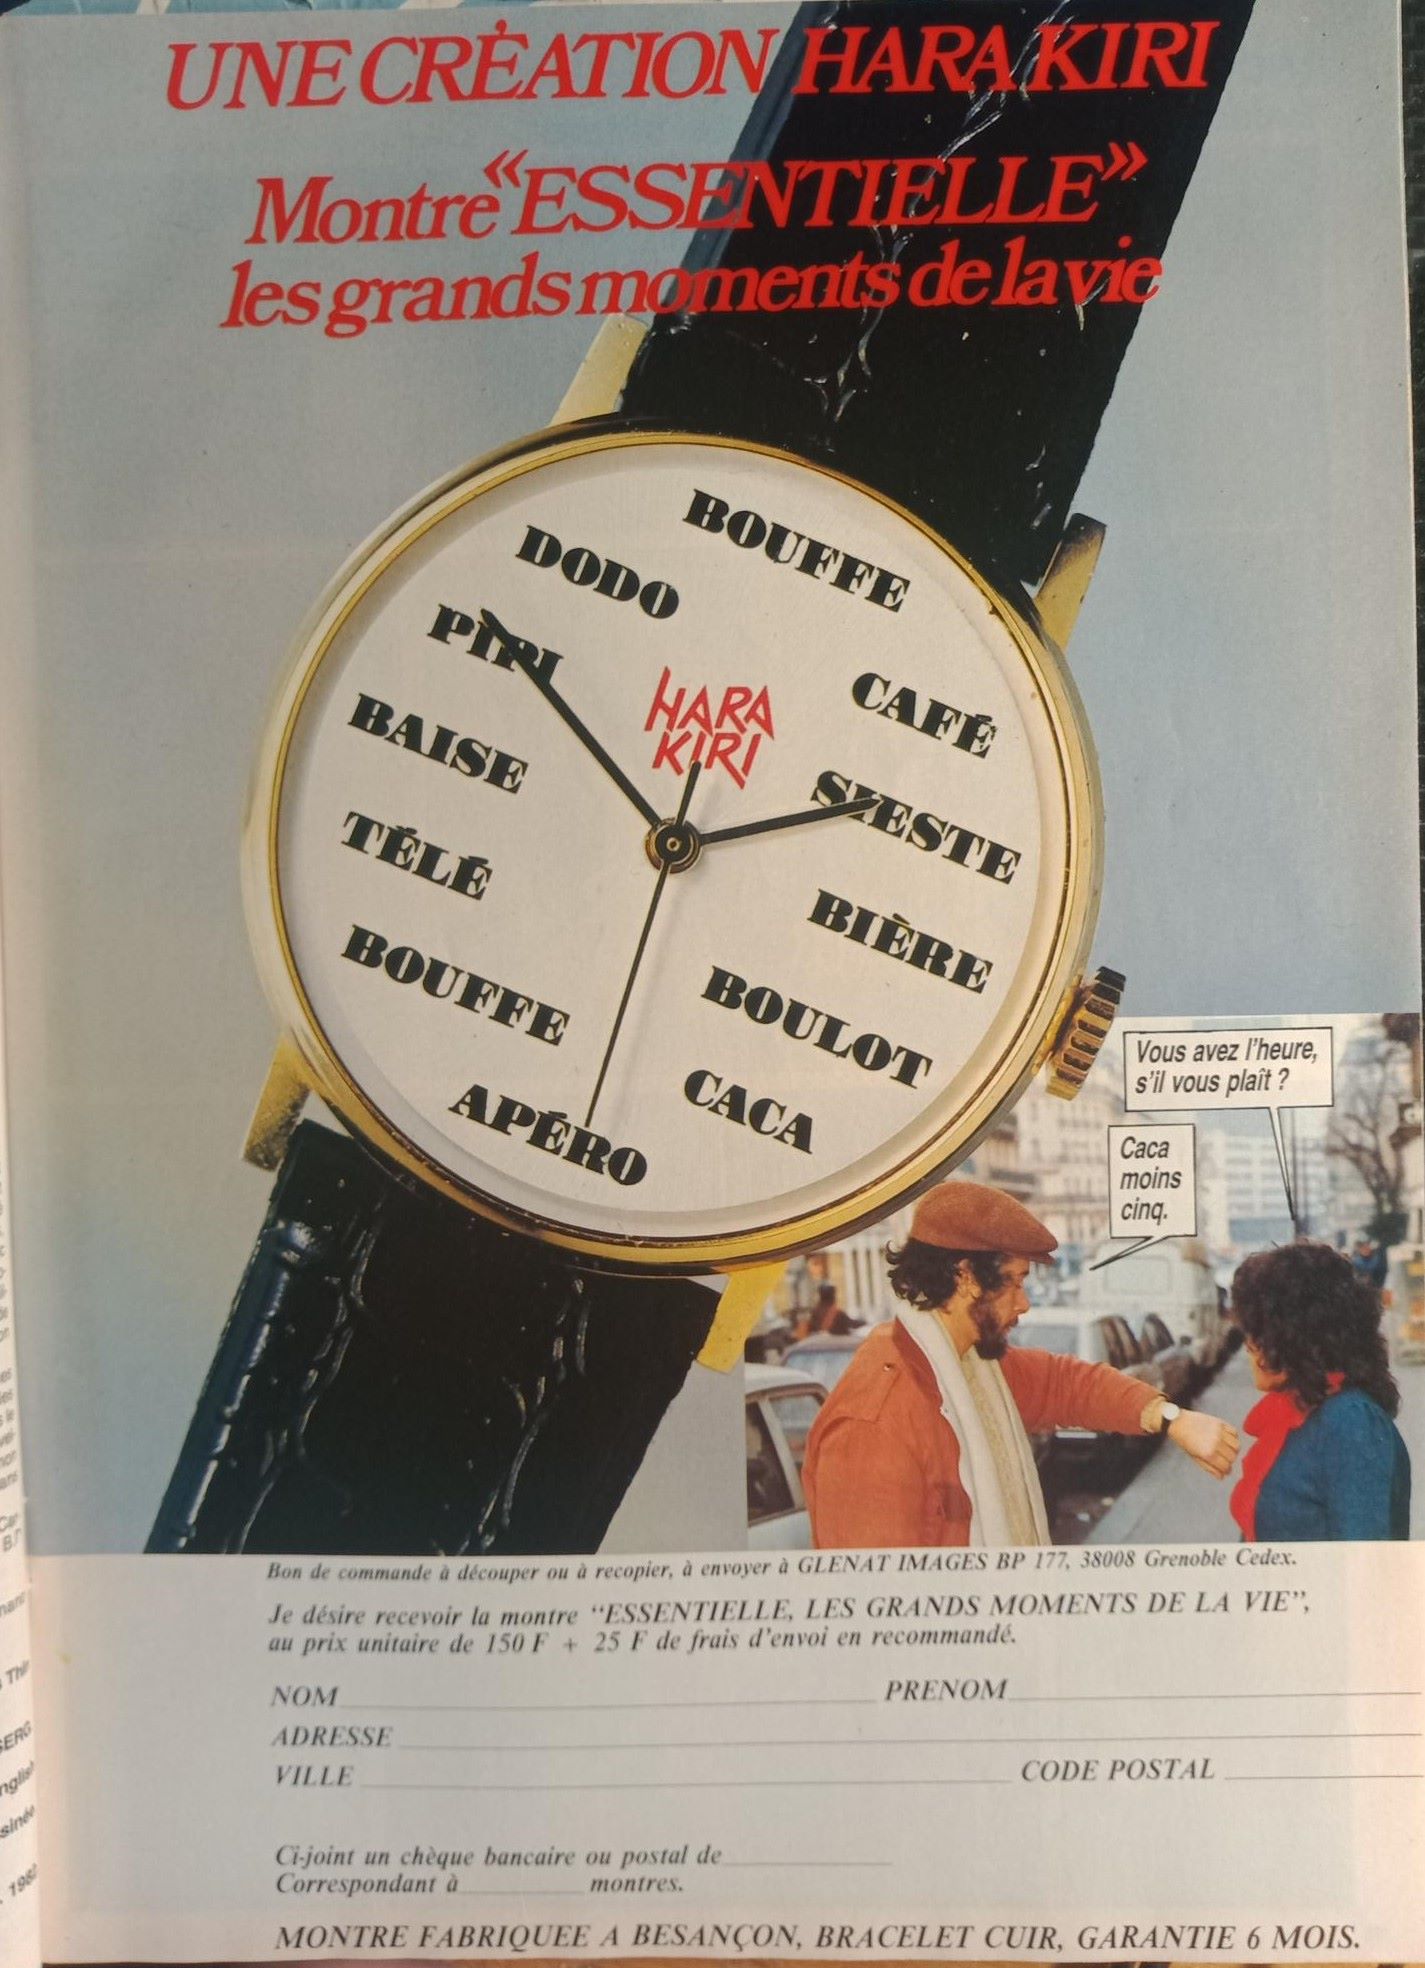 UNE CRÉATION HARA KIRI
Montre «ESSENTIELLE»
les grands moments de la vie
BOUFFE
CAFÉ
SIESTE
BIÈRE
BOULOT
CACA
APÉRO
BOUFFE
TÉLÉ
BAISE
PIPI
DODO
HARA
KIRI
Vous avez l'heure,
s'il vous plaît ?
Caca
moins
cinq.
Bon de commande à découper ou à recopier, à envoyer à GLENAT IMAGES BP 177, 38008 Grenoble Cedex.
Je désire recevoir la montre “ESSENTIELLE, LES GRANDS MOMENTS DE LA VIE”,
au prix unitaire de 150 F + 25 F de frais d'envoi en recommandé.
NOM PRENOM
ADRESSE
VILLE CODE POSTAL
Ci-joint un chèque bancaire ou postal de
Correspondant à montres.
MONTRE FABRIQUEE A BESANÇON, BRACELET CUIR, GARANTIE 6 MOIS.